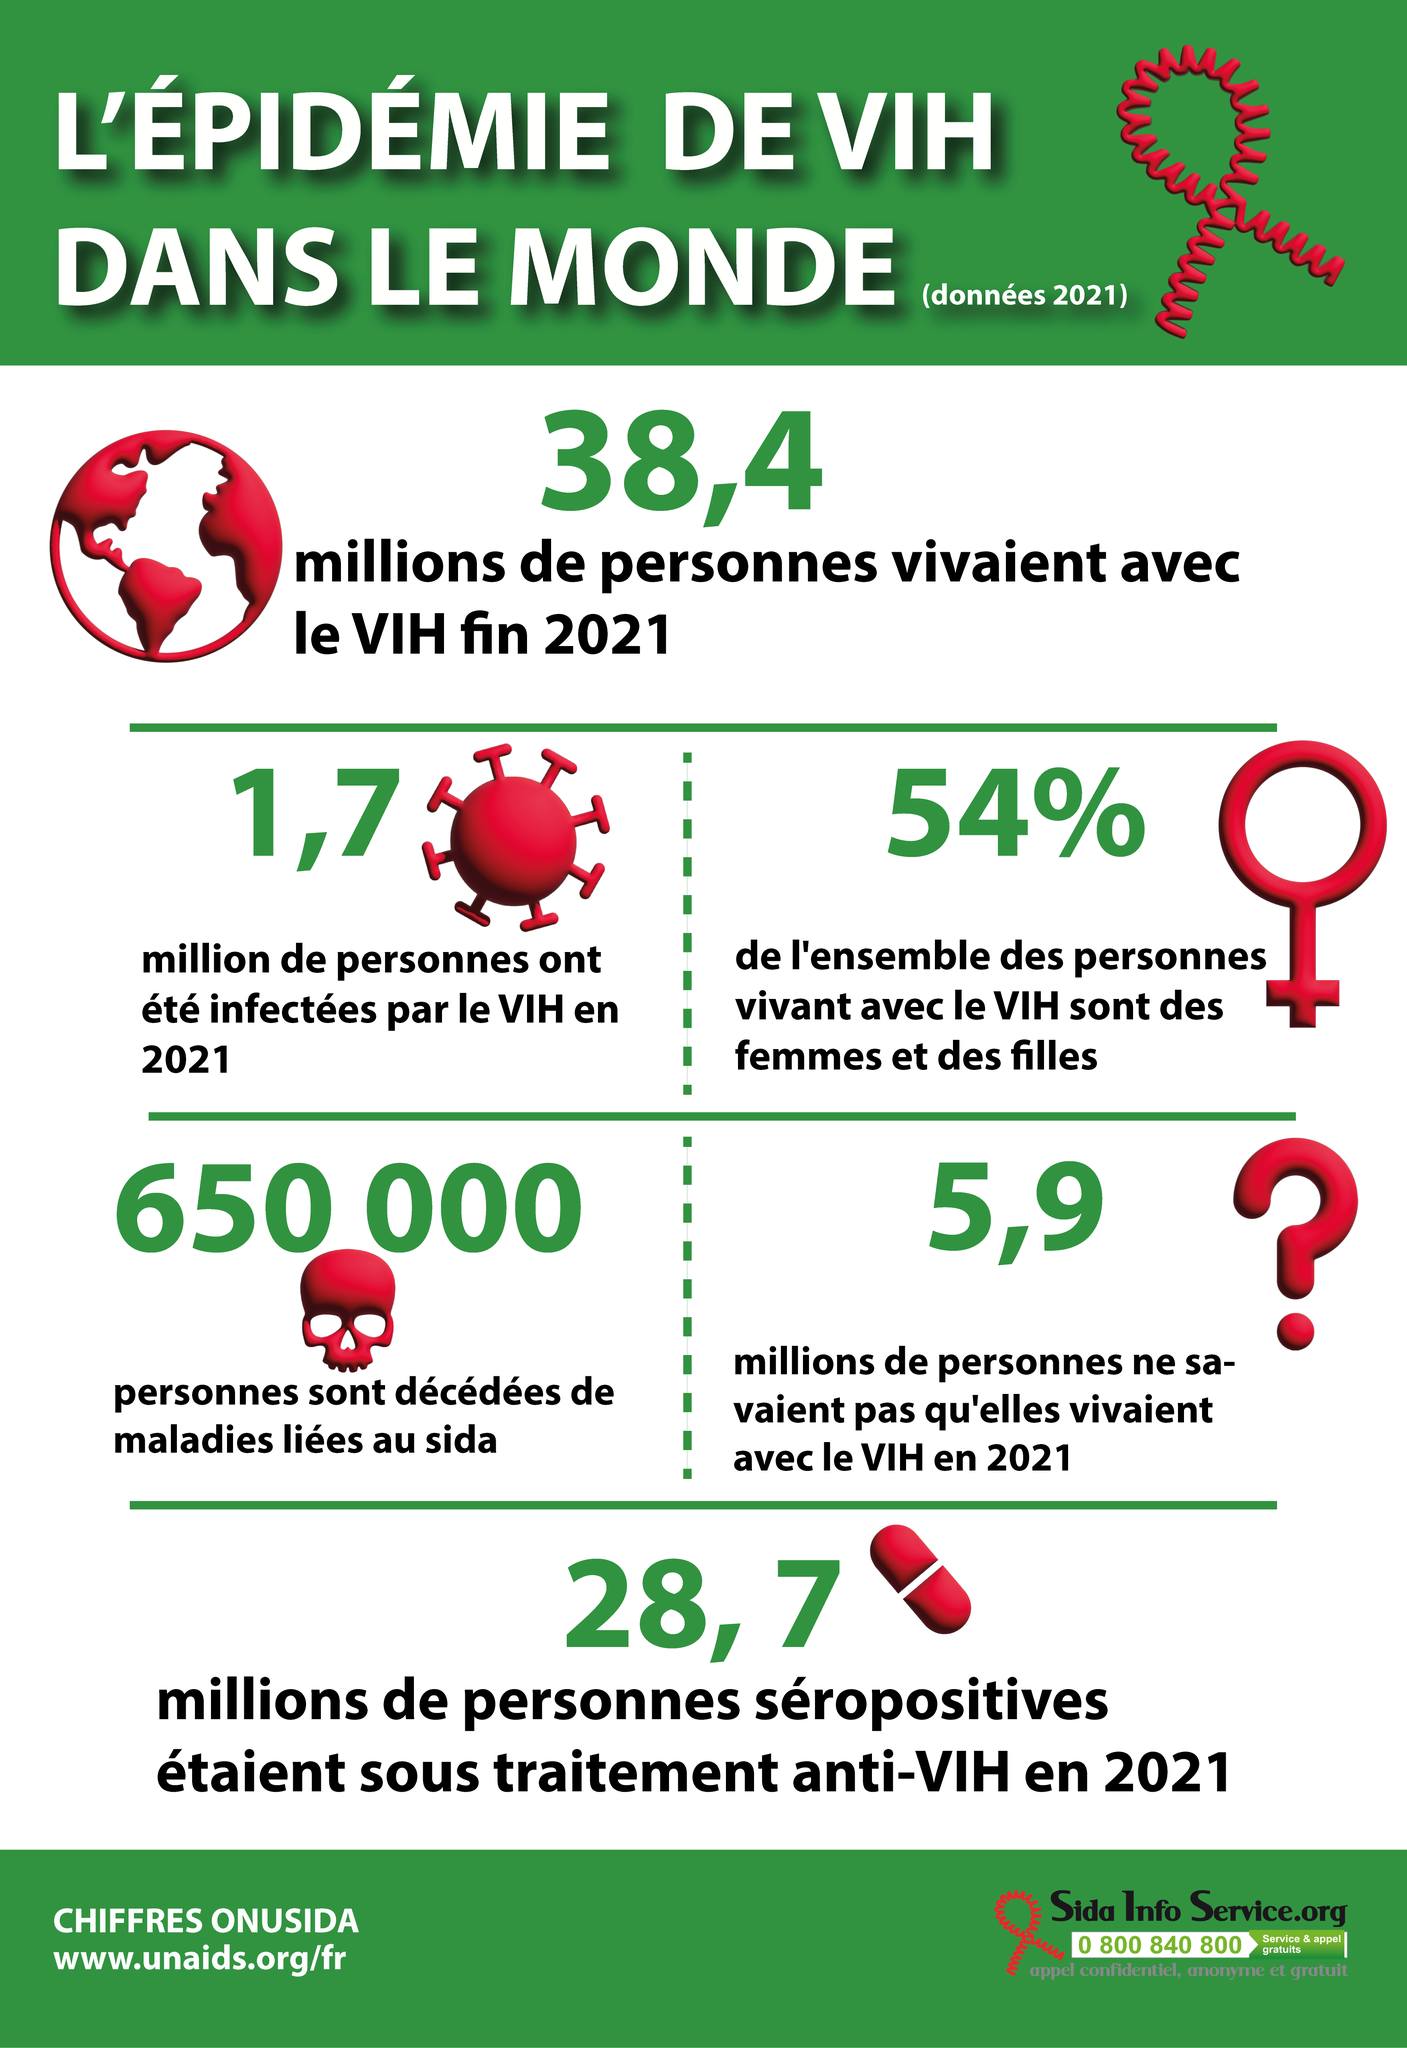 L'ÉPIDÉMIE DE VIH
DANS LE MONDE (données 2021)
38,4
millions de personnes vivaient avec
le VIH fin 2021
1,7
million de personnes ont
été infectées par le VIH en
2021
54%
de l'ensemble des personnes
vivant avec le VIH sont des
femmes et des filles
650 000
personnes sont décédées de
maladies liées au sida
5,9
millions de personnes ne sa-
vaient pas qu'elles vivaient
avec le VIH en 2021
28, 7
millions de personnes séropositives
étaient sous traitement anti-VIH en 2021
CHIFFRES ONUSIDA
www.unaids.org/fr
Sida Info Service.org
0 800 840 800
Service & appel
gratuits
appel confidentiel, anonyme et gratuit